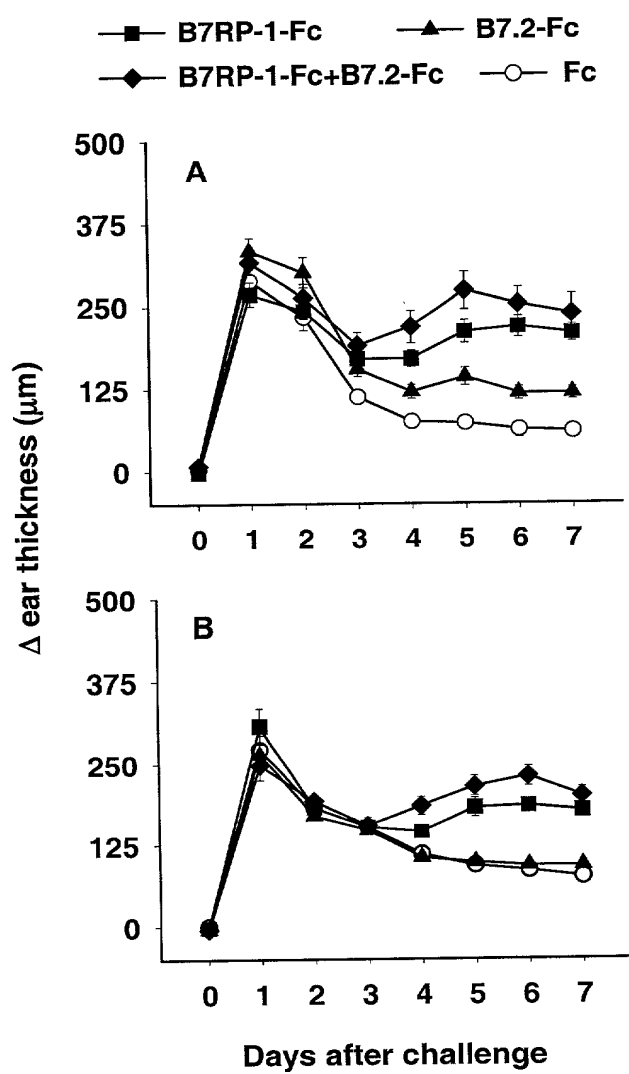 B7RP-1-Fc B7.2-Fc
B7RP-1-Fc+B7.2-Fc Fc
500
A
375
250
125
0
0 1 2 3 4 5 6 7
Δ ear thickness (μm)
500
B
375
250
125
0
0 1 2 3 4 5 6 7
Days after challenge